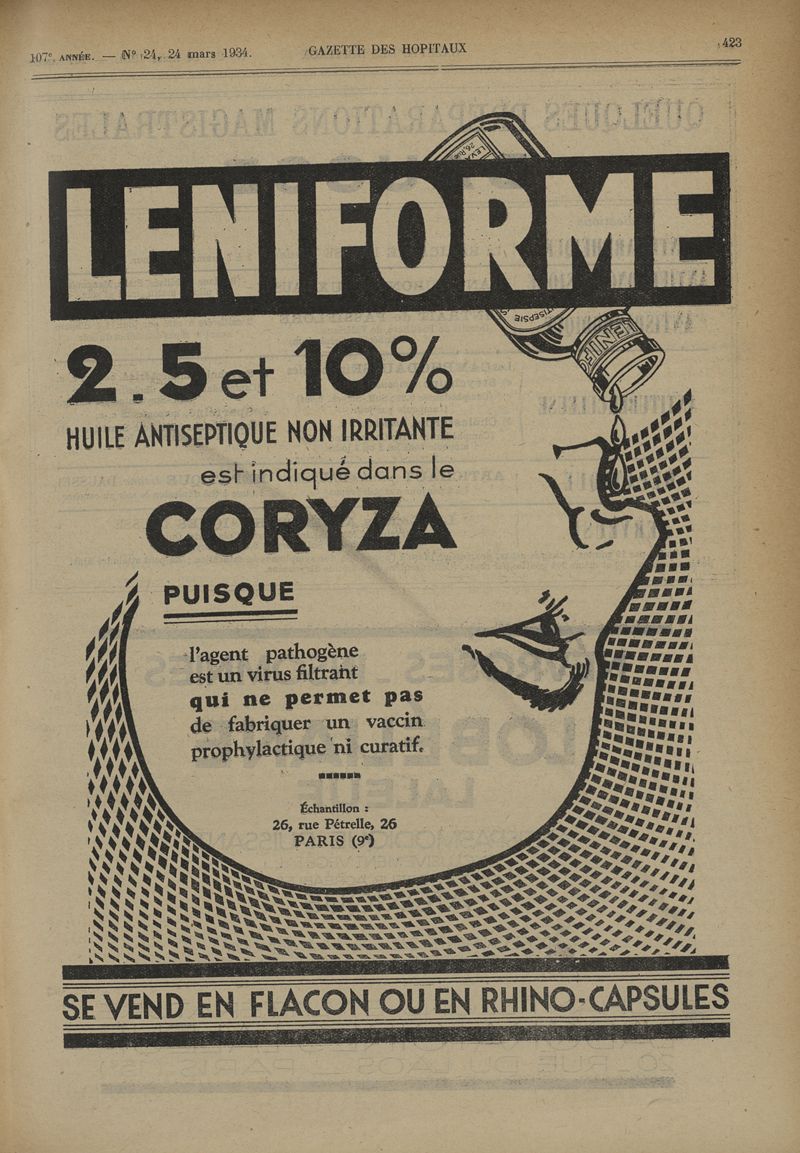 107e. ANNÉE. — Nº 24, 24 mars 1934.
GAZETTE DES HOPITAUX
423
LENIFORME
ANTISEPSIE
LENIFO
2.5 et 10%
HUILE ANTISEPTIQUE NON IRRITANTE
est indiqué dans le
CORYZA
PUISQUE
l'agent pathogène
est un virus filtrant
qui ne permet pas
de fabriquer un vaccin
prophylactique ni curatif.
Échantillon :
26, rue Pétrelle, 26
PARIS (9e)
SE VEND EN FLACON OU EN RHINO-CAPSULES